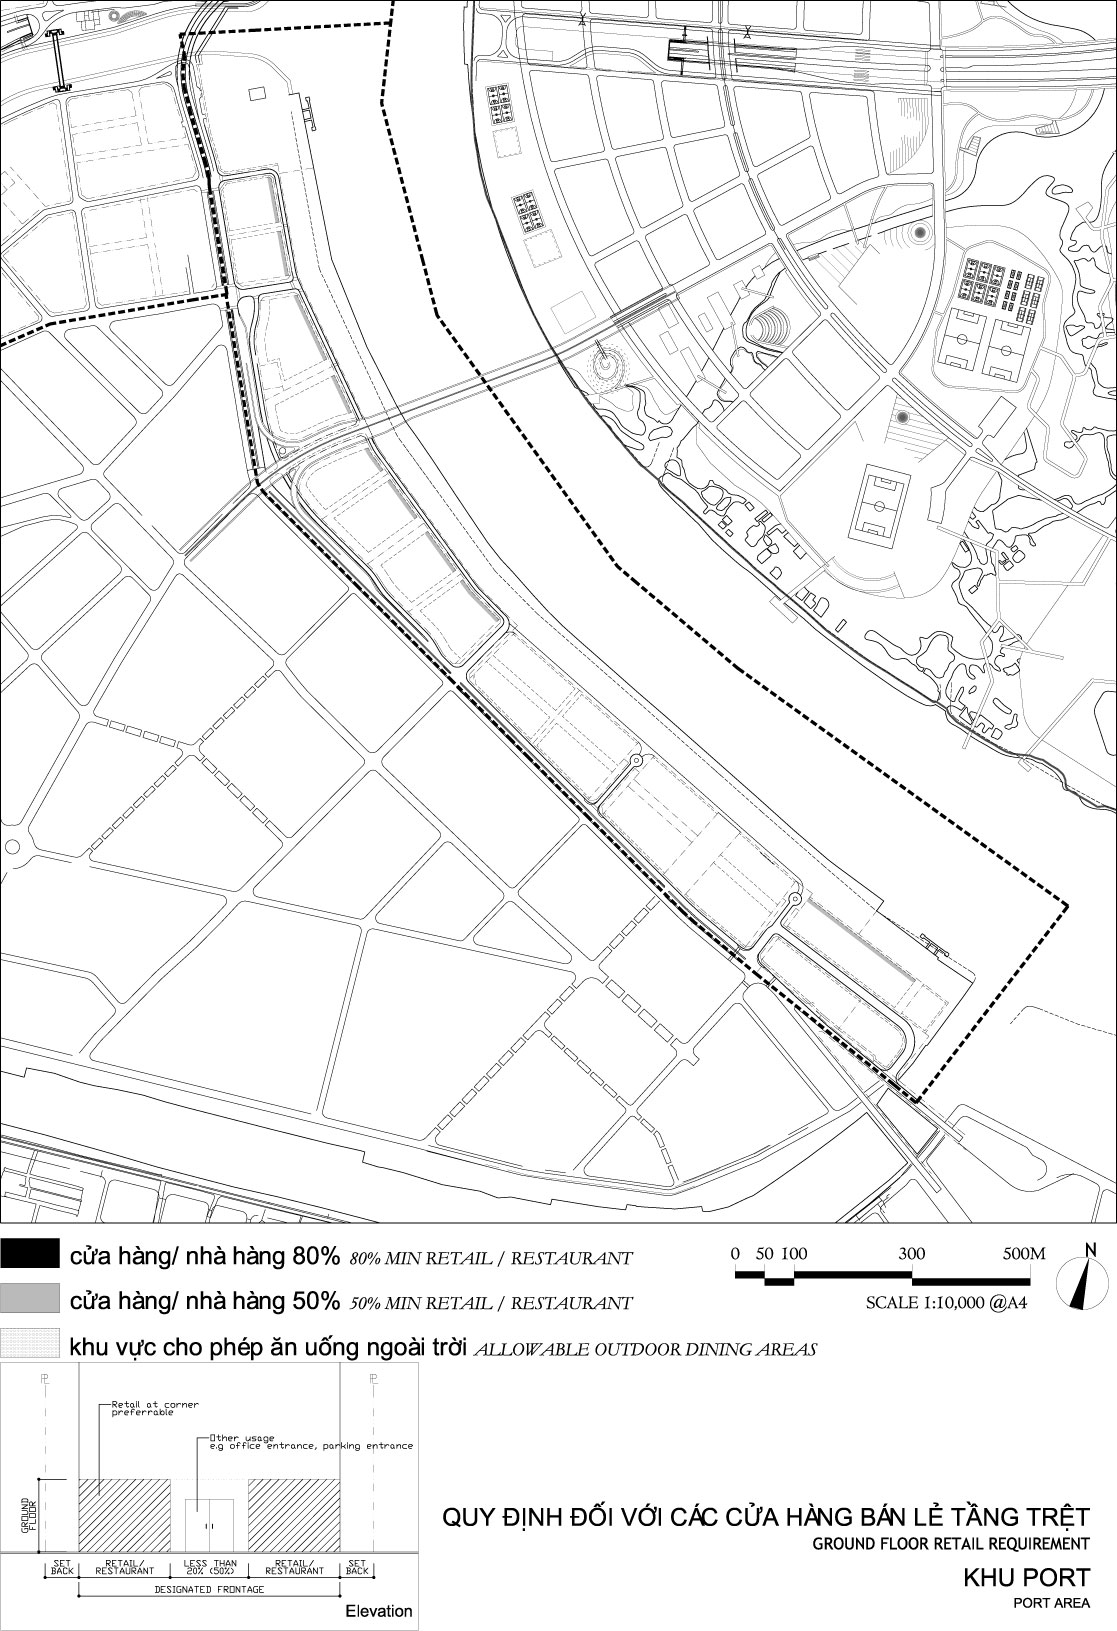 cửa hàng/ nhà hàng 80% 80% MIN RETAIL / RESTAURANT
cửa hàng/ nhà hàng 50% 50% MIN RETAIL / RESTAURANT
khu vực cho phép ăn uống ngoài trời ALLOWABLE OUTDOOR DINING AREAS
0 50 100 300 500M
SCALE 1:10,000 @A4
N
PL PL
Retail at corner
preferrable
Other usage
e.g office entrance, parking entrance
GROUND
FLOOR
SET
BACK
RETAIL/
RESTAURANT
LESS THAN
20% (50%)
RETAIL/
RESTAURANT
SET
BACK
DESIGNATED FRONTAGE
Elevation
QUY ĐỊNH ĐỐI VỚI CÁC CỬA HÀNG BÁN LẺ TẦNG TRỆT
GROUND FLOOR RETAIL REQUIREMENT
KHU PORT
PORT AREA